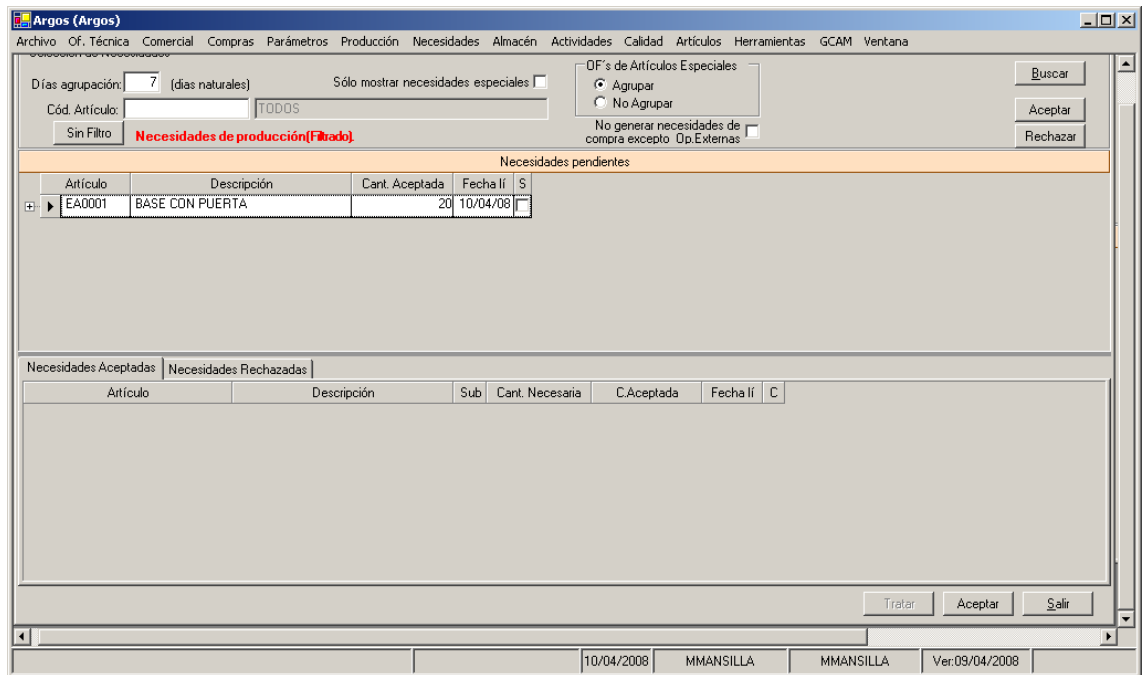 Argos (Argos)
Archivo Of. Técnica Comercial Compras Parámetros Producción Necesidades Almacén Actividades Calidad Artículos Herramientas GCAM Ventana
Selección de Necesidades
OF´s de Artículos Especiales
Días agrupación: 7 (dias naturales) Sólo mostrar necesidades especiales
Agrupar
Buscar
Cód. Artículo: TODOS
No Agrupar
Aceptar
Sin Filtro Necesidades de producción(Filtrado).
No generar necesidades de
compra excepto Op.Externas
Rechazar
Necesidades pendientes
Artículo Descripción Cant. Aceptada Fecha lí S
EA0001 BASE CON PUERTA 20 10/04/08
Necesidades Aceptadas Necesidades Rechazadas
Artículo Descripción Sub Cant. Necesaria C.Aceptada Fecha lí C
Tratar Aceptar Salir
10/04/2008 MMANSILLA MMANSILLA Ver:09/04/2008